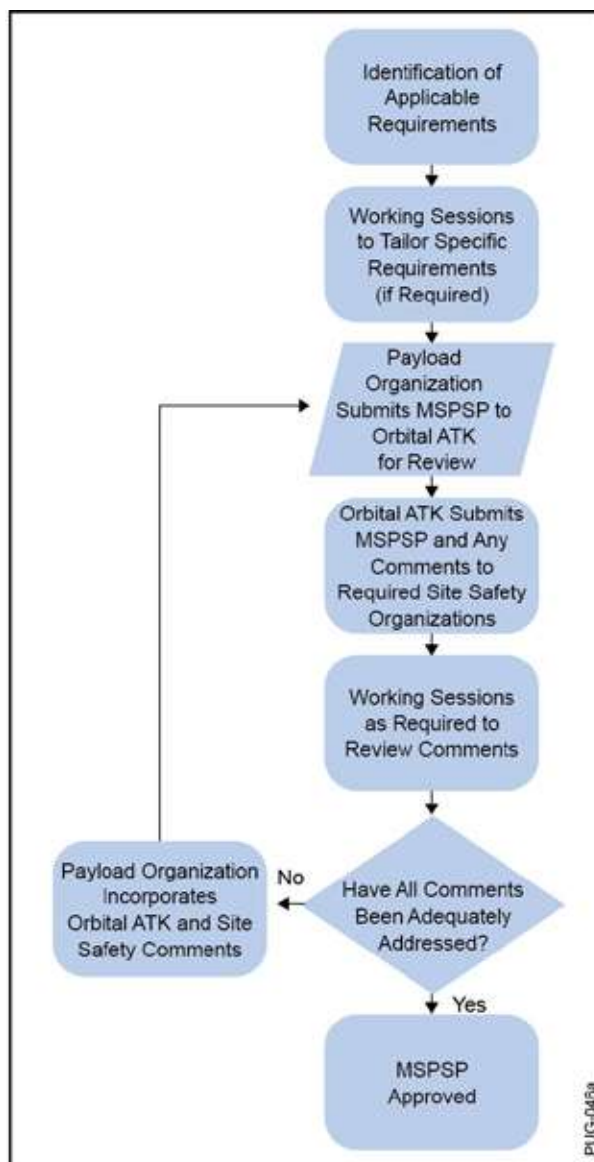 Identification of
Applicable
Requirements
Working Sessions
to Tailor Specific
Requirements
(if Required)
Payload
Organization
Submits MSPSP to
Orbital ATK
for Review
Orbital ATK Submits
MSPSP and Any
Comments to
Required Site Safety
Organizations
Working Sessions
as Required to
Review Comments
Have All Comments
Been Adequately
Addressed?
No
Payload Organization
Incorporates
Orbital ATK and Site
Safety Comments
Yes
MSPSP
Approved
PUG-046a